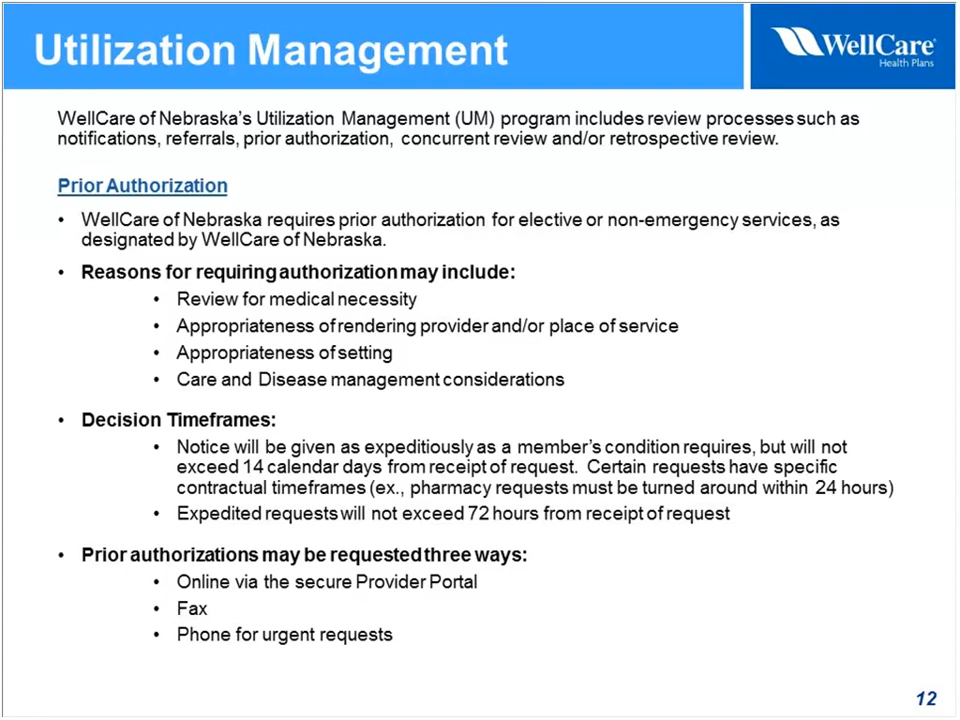 Utilization Management
WellCare
Health Plans
WellCare of Nebraska's Utilization Management (UM) program includes review processes such as
notifications, referrals, prior authorization, concurrent review and/or retrospective review.
Prior Authorization
• WellCare of Nebraska requires prior authorization for elective or non-emergency services, as
designated by WellCare of Nebraska.
• Reasons for requiring authorization may include:
• Review for medical necessity
• Appropriateness of rendering provider and/or place of service
• Appropriateness of setting
• Care and Disease management considerations
• Decision Timeframes:
• Notice will be given as expeditiously as a member's condition requires, but will not
exceed 14 calendar days from receipt of request. Certain requests have specific
contractual timeframes (ex., pharmacy requests must be turned around within 24 hours)
• Expedited requests will not exceed 72 hours from receipt of request
• Prior authorizations may be requested three ways:
• Online via the secure Provider Portal
• Fax
• Phone for urgent requests
12